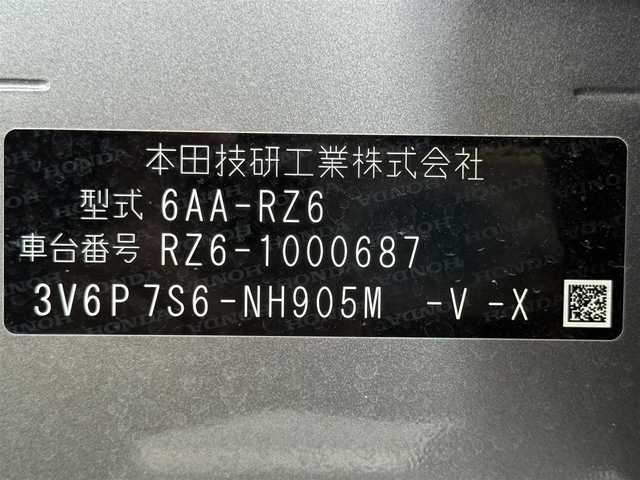 本田技研工業株式会社
型式 6AA-RZ6
車台番号 RZ6-1000687
3V6P 7S6-NH905M -V -X